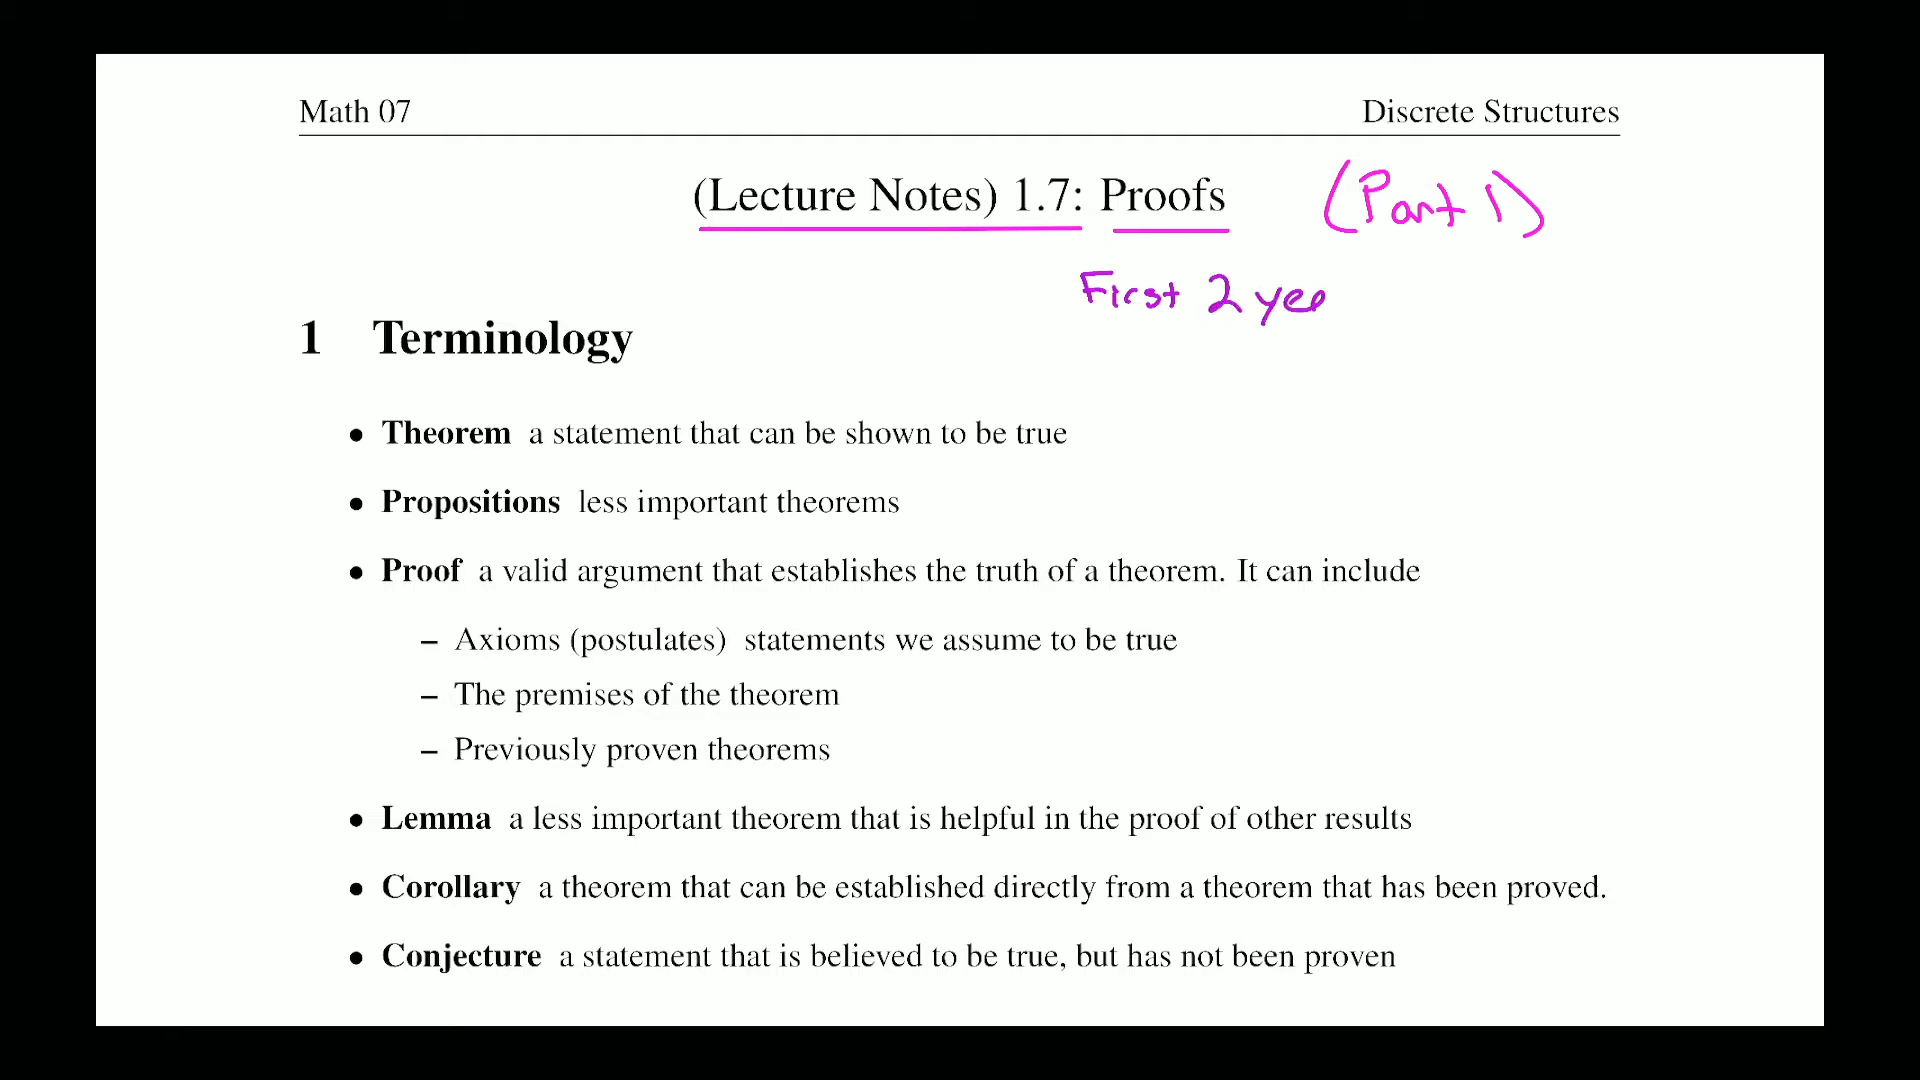 Math 07 Discrete Structures
(Lecture Notes) 1.7: Proofs (Part 1)
First 2 yea
1 Terminology
• Theorem a statement that can be shown to be true
• Propositions less important theorems
• Proof a valid argument that establishes the truth of a theorem. It can include
– Axioms (postulates) statements we assume to be true
– The premises of the theorem
– Previously proven theorems
• Lemma a less important theorem that is helpful in the proof of other results
• Corollary a theorem that can be established directly from a theorem that has been proved.
• Conjecture a statement that is believed to be true, but has not been proven